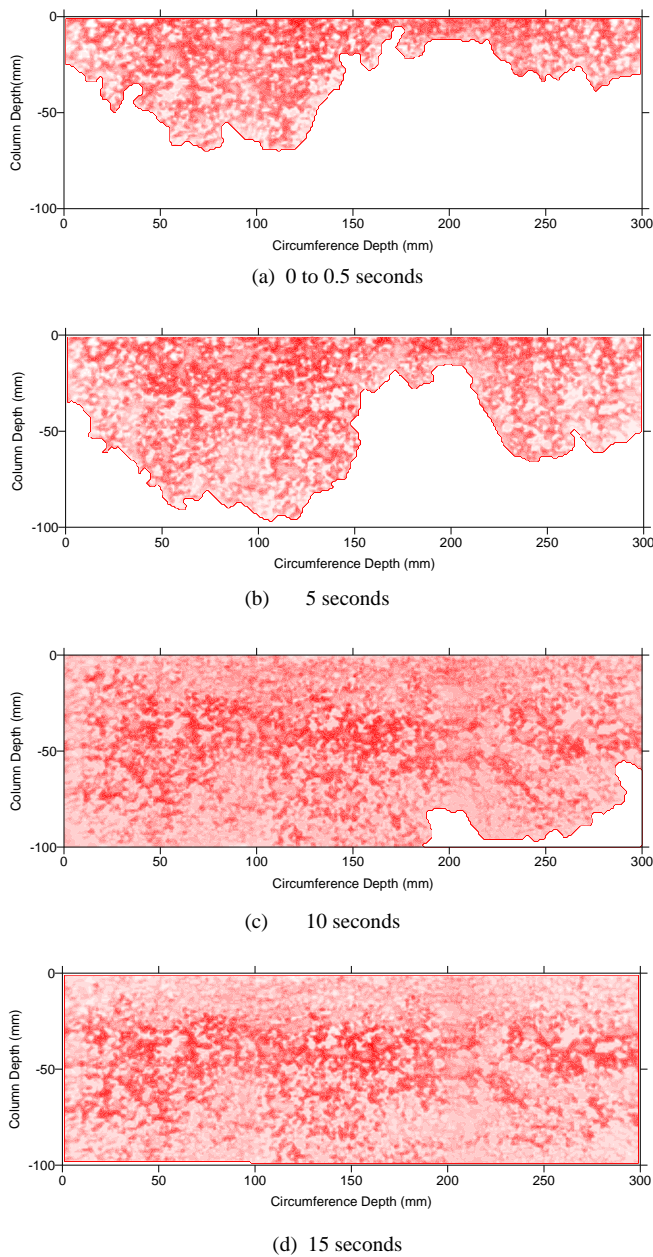 0
-50
-100
Column Depth(mm)
0 50 100 150 200 250 300
Circumference Depth (mm)
(a) 0 to 0.5 seconds
0
-50
-100
Column Depth (mm)
0 50 100 150 200 250 300
Circumference Depth (mm)
(b) 5 seconds
0
-50
-100
Column Depth (mm)
0 50 100 150 200 250 300
Circumference Depth (mm)
(c) 10 seconds
0
-50
-100
Column Depth (mm)
0 50 100 150 200 250 300
Circumference Depth (mm)
(d) 15 seconds